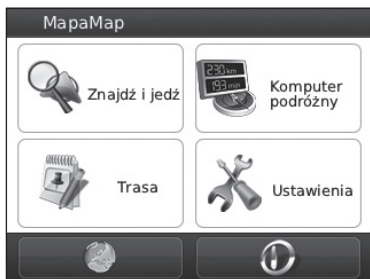 MapaMap
Znajdź i jedź
230 km
193 min
Komputer
podróżny
Trasa
Ustawienia